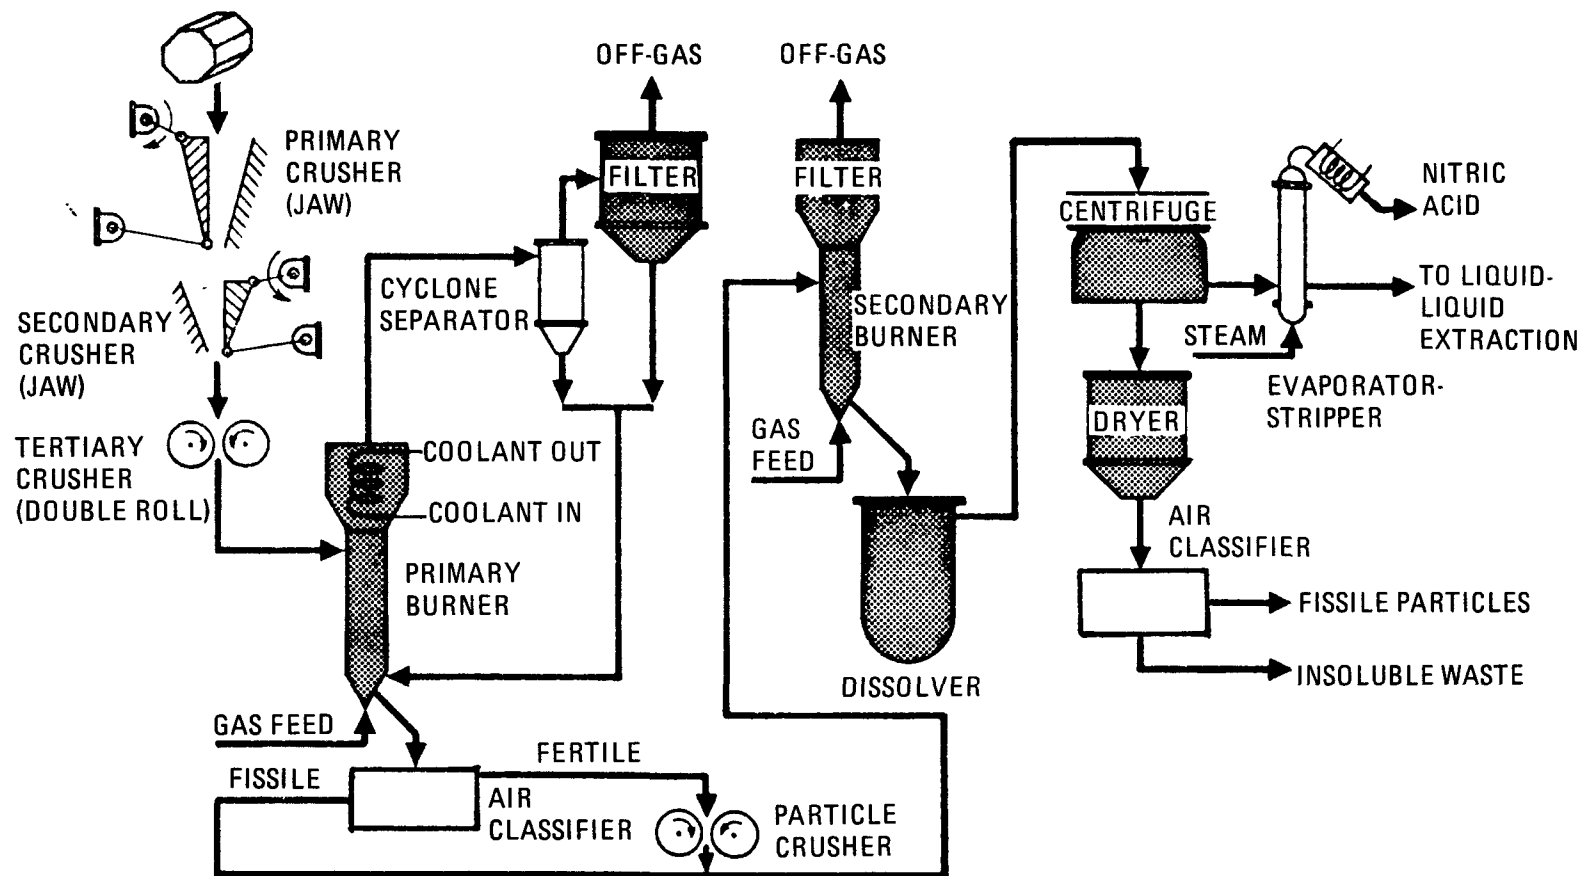 OFF-GAS
OFF-GAS
PRIMARY
CRUSHER
(JAW)
FILTER
FILTER
CENTRIFUGE
NITRIC
ACID
CYCLONE
SEPARATOR
SECONDARY
BURNER
TO LIQUID-
LIQUID
EXTRACTION
SECONDARY
CRUSHER
(JAW)
STEAM
EVAPORATOR-
STRIPPER
DRYER
TERTIARY
CRUSHER
(DOUBLE ROLL)
COOLANT OUT
COOLANT IN
GAS
FEED
AIR
CLASSIFIER
PRIMARY
BURNER
FISSILE PARTICLES
INSOLUBLE WASTE
DISSOLVER
GAS FEED
FERTILE
FISSILE
AIR
CLASSIFIER
PARTICLE
CRUSHER